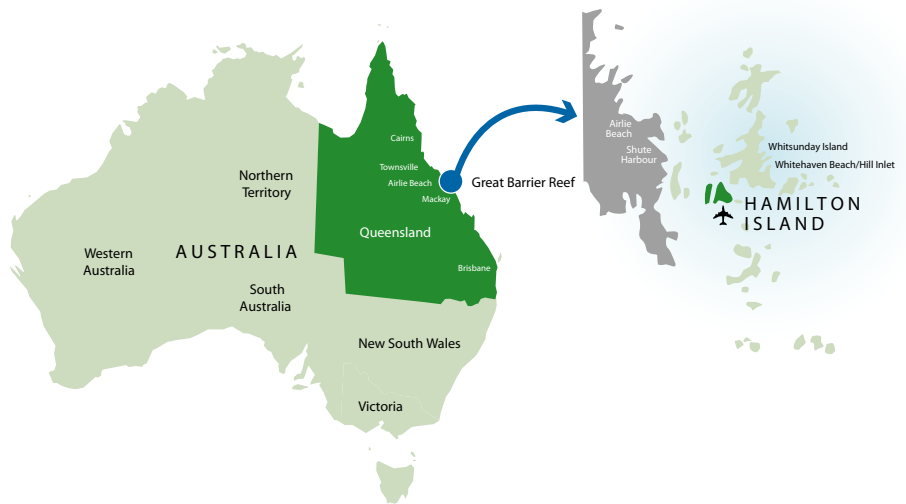 Cairns
Townsville
Airlie Beach
Mackay
Great Barrier Reef
Northern
Territory
Queensland
Western
Australia
AUSTRALIA
Brisbane
South
Australia
New South Wales
Victoria
Airlie
Beach
Shute
Harbour
Whitsunday Island
Whitehaven Beach/Hill Inlet
HAMILTON
ISLAND